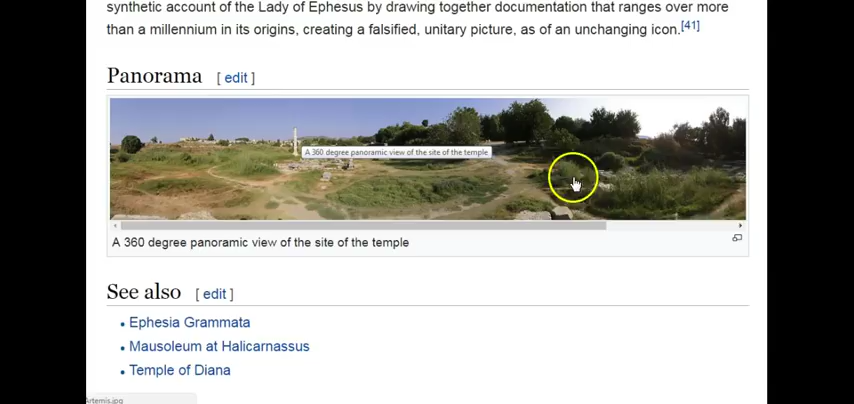 synthetic account of the Lady of Ephesus by drawing together documentation that ranges over more
than a millennium in its origins, creating a falsified, unitary picture, as of an unchanging icon.[41]
Panorama [ edit ]
A 360 degree panoramic view of the site of the temple
A 360 degree panoramic view of the site of the temple
See also [ edit ]
Ephesia Grammata
Mausoleum at Halicarnassus
Temple of Diana
Artemis.jpg